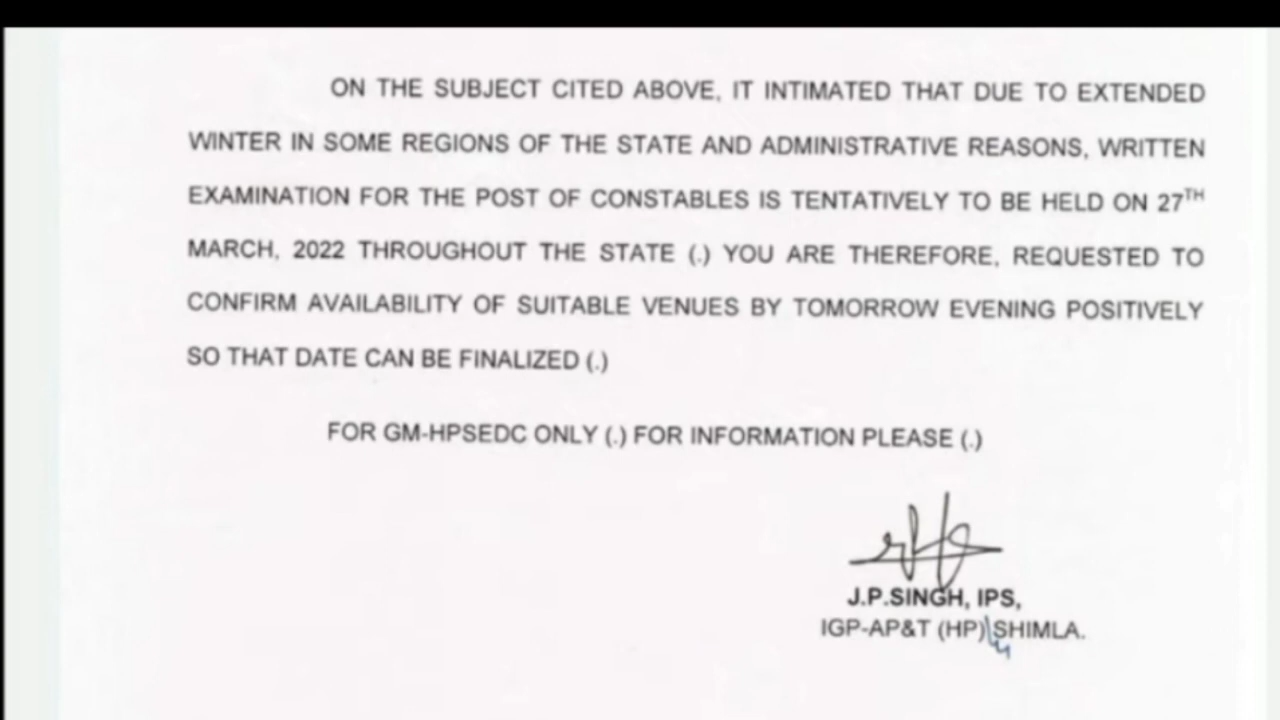 ON THE SUBJECT CITED ABOVE, IT INTIMATED THAT DUE TO EXTENDED
WINTER IN SOME REGIONS OF THE STATE AND ADMINISTRATIVE REASONS, WRITTEN
EXAMINATION FOR THE POST OF CONSTABLES IS TENTATIVELY TO BE HELD ON 27TH
MARCH, 2022 THROUGHOUT THE STATE (.) YOU ARE THEREFORE, REQUESTED TO
CONFIRM AVAILABILITY OF SUITABLE VENUES BY TOMORROW EVENING POSITIVELY
SO THAT DATE CAN BE FINALIZED (.)
FOR GM-HPSEDC ONLY (.) FOR INFORMATION PLEASE (.)
J.P.SINGH, IPS,
IGP-AP&T (HP) SHIMLA.